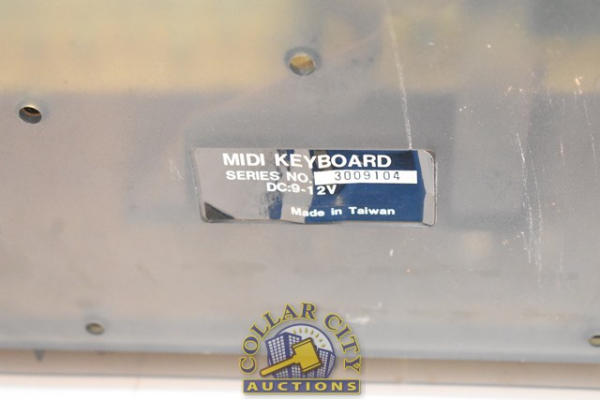 MIDI KEYBOARD
SERIES NO. 3009104
DC:9-12V
Made in Taiwan
COLLAR CITY
AUCTIONS